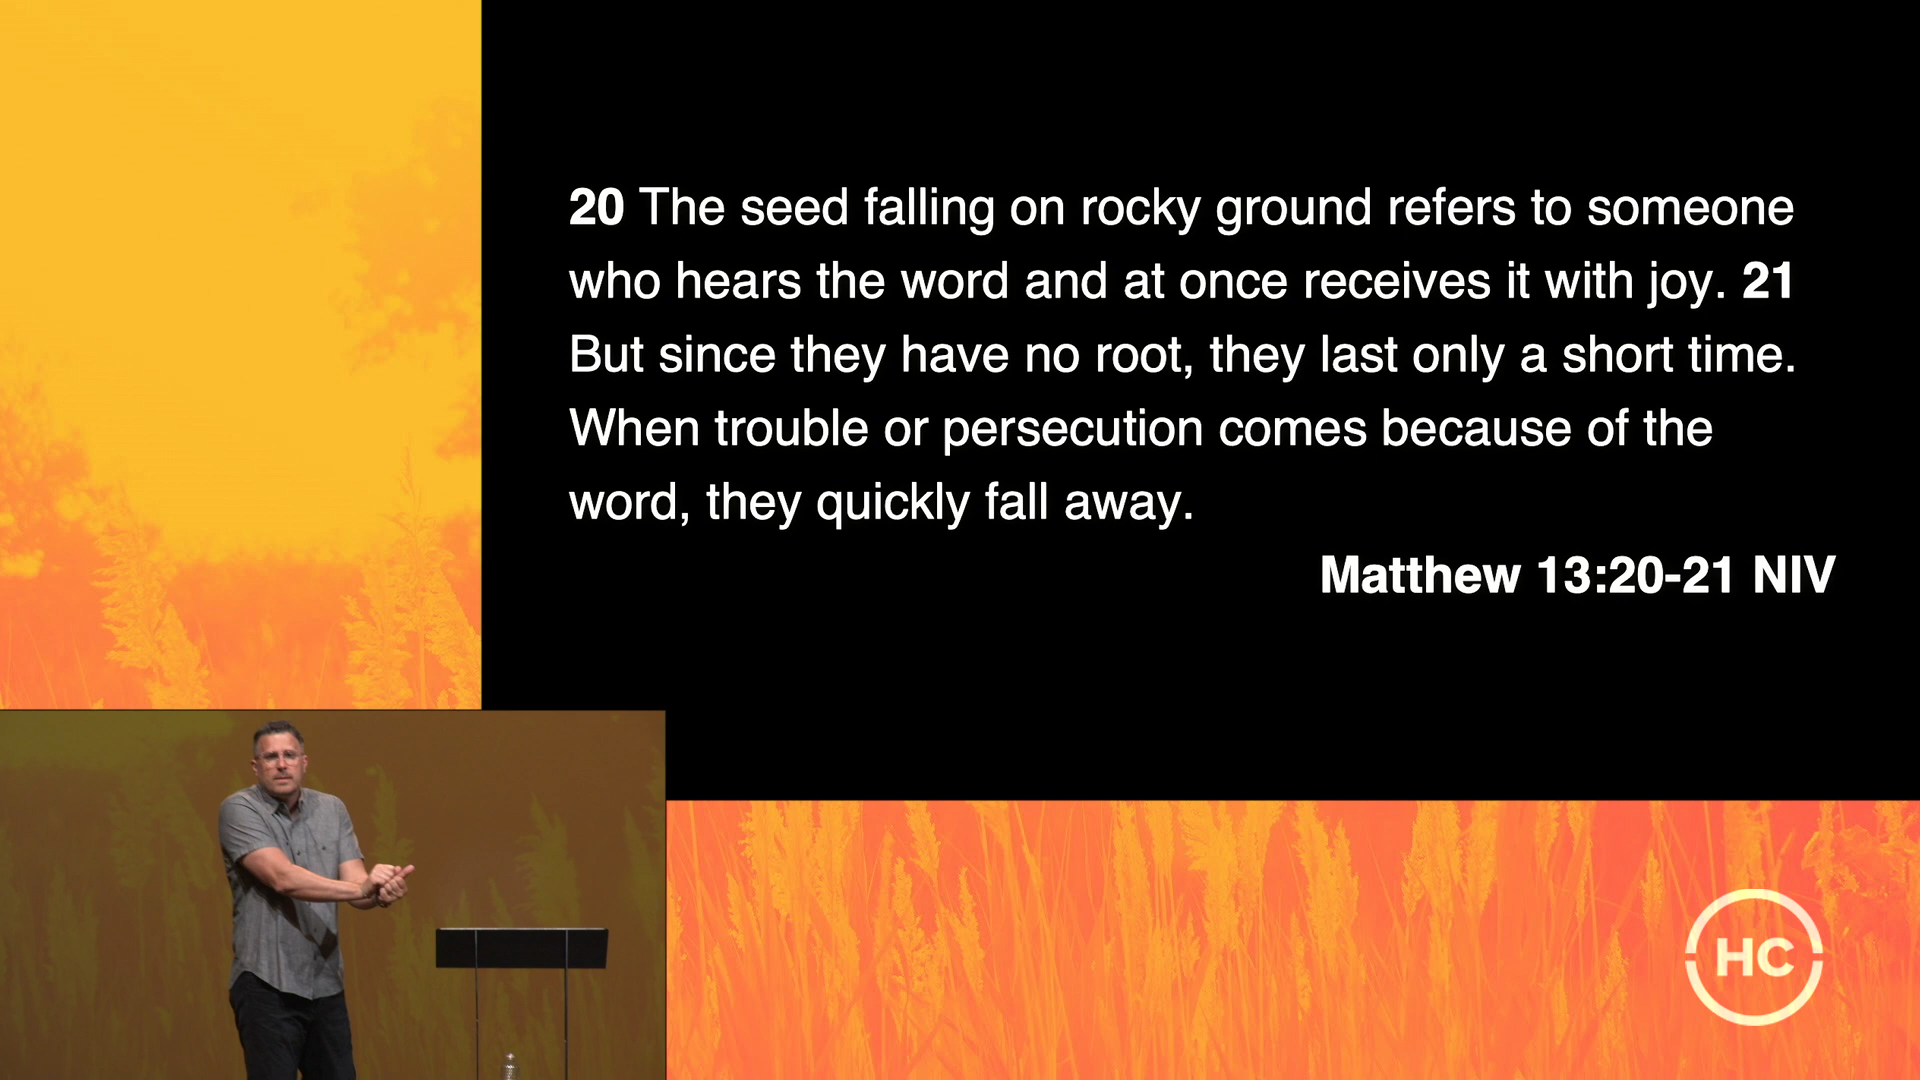 20 The seed falling on rocky ground refers to someone
who hears the word and at once receives it with joy. 21
But since they have no root, they last only a short time.
When trouble or persecution comes because of the
word, they quickly fall away.
Matthew 13:20-21 NIV
HC